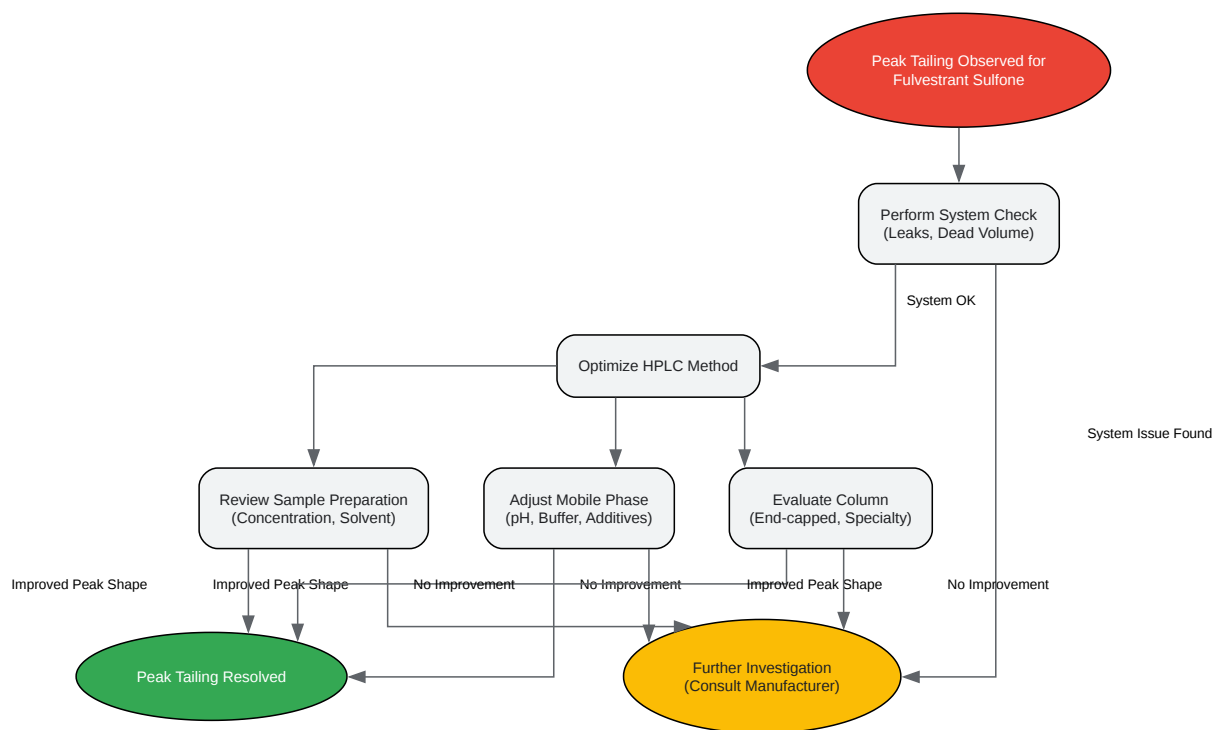 Peak Tailing Observed for
Fulvestrant Sulfone
Perform System Check
(Leaks, Dead Volume)
System OK
Optimize HPLC Method
System Issue Found
Review Sample Preparation
(Concentration, Solvent)
Adjust Mobile Phase
(pH, Buffer, Additives)
Evaluate Column
(End-capped, Specialty)
Improved Peak Shape
Improved Peak Shape
No Improvement
No Improvement
Improved Peak Shape
No Improvement
Peak Tailing Resolved
Further Investigation
(Consult Manufacturer)